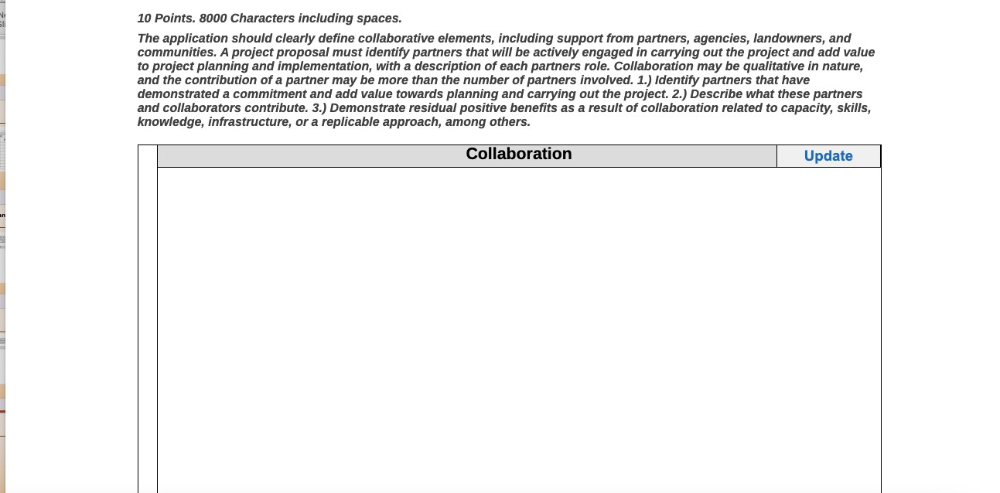 10 Points. 8000 Characters including spaces.
The application should clearly define collaborative elements, including support from partners, agencies, landowners, and
communities. A project proposal must identify partners that will be actively engaged in carrying out the project and add value
to project planning and implementation, with a description of each partners role. Collaboration may be qualitative in nature,
and the contribution of a partner may be more than the number of partners involved. 1.) Identify partners that have
demonstrated a commitment and add value towards planning and carrying out the project. 2.) Describe what these partners
and collaborators contribute. 3.) Demonstrate residual positive benefits as a result of collaboration related to capacity, skills,
knowledge, infrastructure, or a replicable approach, among others.
Collaboration
Update